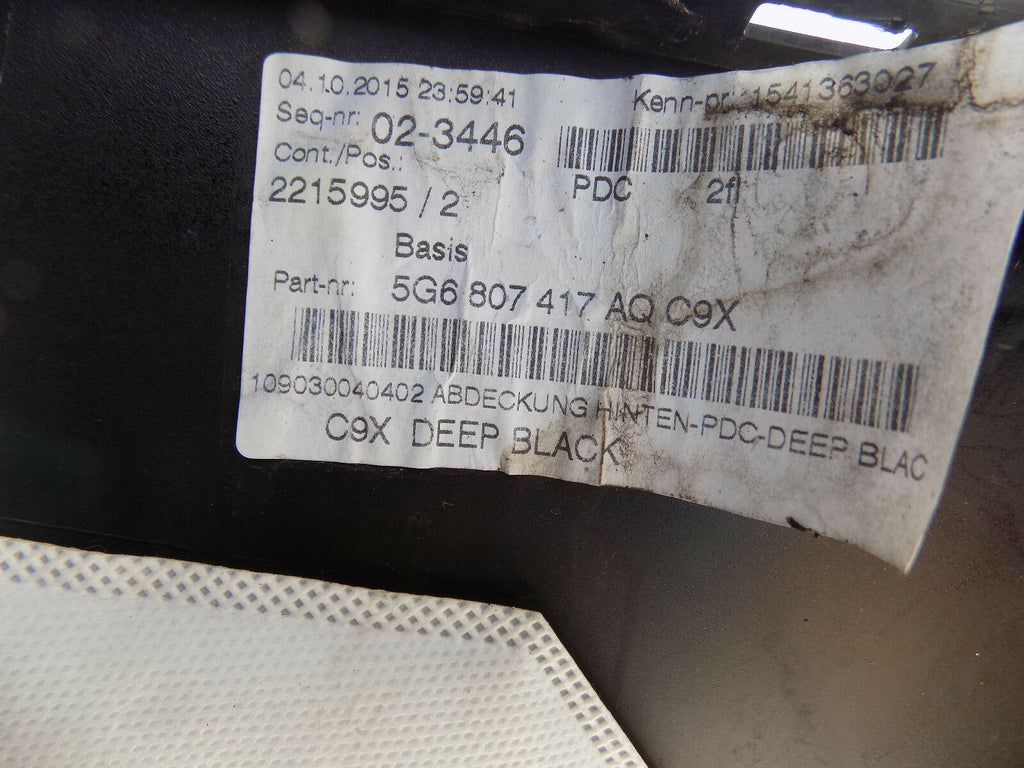 04.10.2015 23:59:41 Kenn-nr: 1541363027
Seq-nr: 02-3446
Cont./Pos.: PDC 2fl
2215995 / 2
Basis
Part-nr: 5G6 807 417 AQ C9X
109030040402 ABDECKUNG HINTEN-PDC-DEEP BLAC
C9X DEEP BLACK